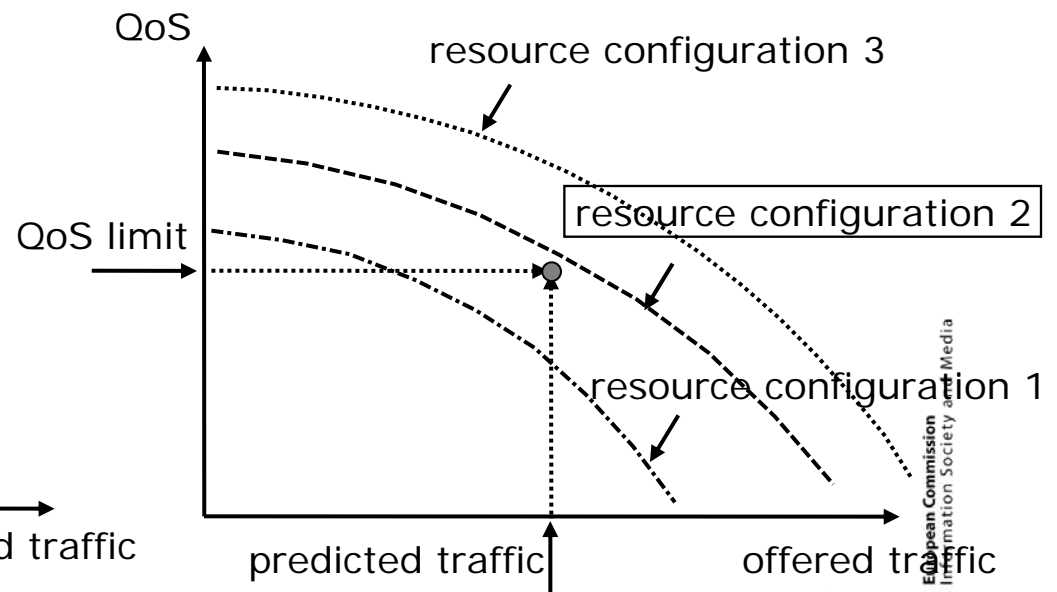 QoS
resource configuration 3
resource configuration 2
QoS limit
resource configuration 1
d traffic
predicted traffic
offered traffic
European Commission
Information Society and Media